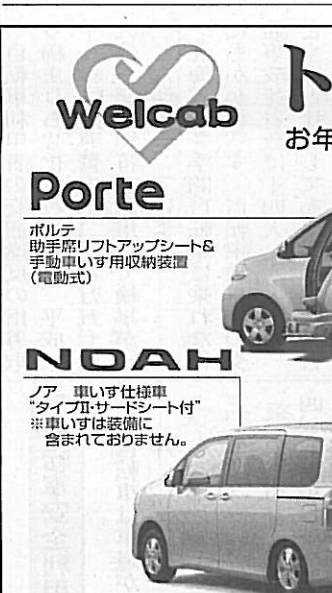 Welcab
ト
お年
Porte
ポルテ
助手席リフトアップシート&
手動車いす用収納装置
(電動式)
NOAH
ノア 車いす仕様車
"タイプII・サードシート付"
※車いすは装備に
含まれておりません。